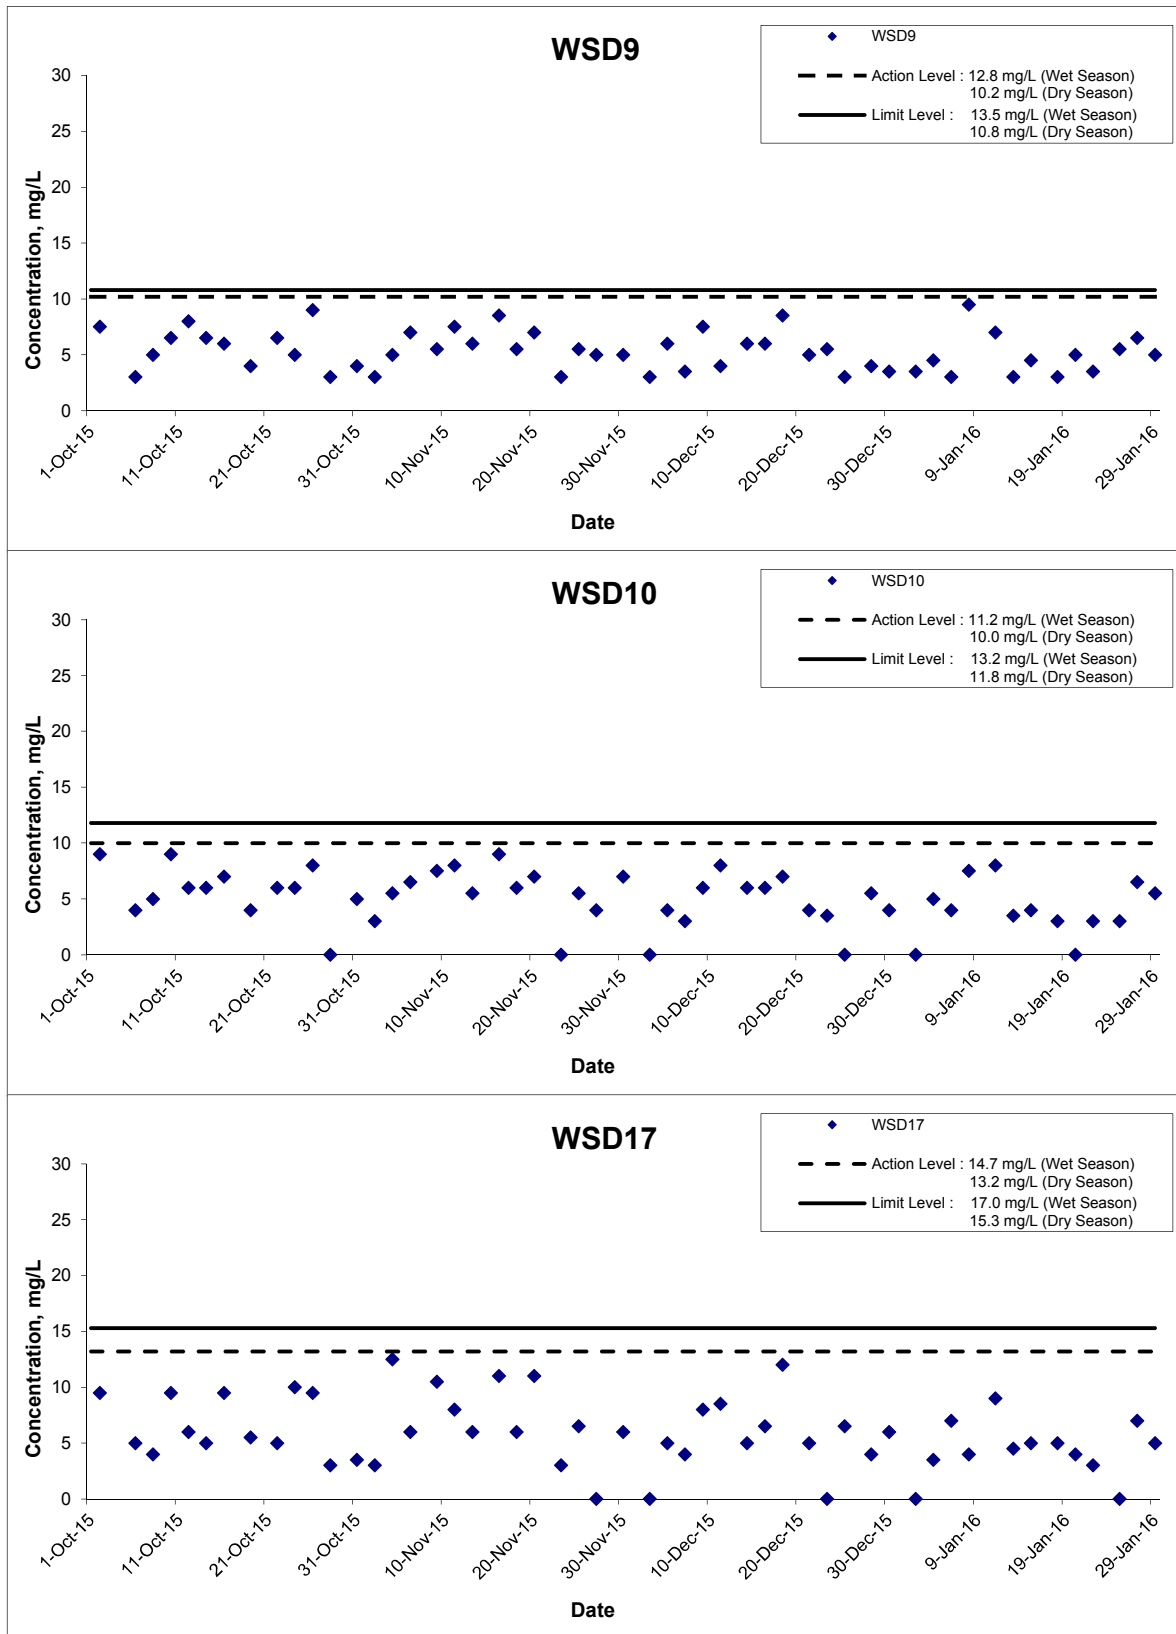 WSD9
WSD9
Action Level : 12.8 mg/L (Wet Season)
10.2 mg/L (Dry Season)
Limit Level : 13.5 mg/L (Wet Season)
10.8 mg/L (Dry Season)
Concentration, mg/L
30
25
20
15
10
5
0
1-Oct-15
11-Oct-15
21-Oct-15
31-Oct-15
10-Nov-15
20-Nov-15
30-Nov-15
10-Dec-15
20-Dec-15
30-Dec-15
9-Jan-16
19-Jan-16
29-Jan-16
Date
WSD10
WSD10
Action Level : 11.2 mg/L (Wet Season)
10.0 mg/L (Dry Season)
Limit Level : 13.2 mg/L (Wet Season)
11.8 mg/L (Dry Season)
Concentration, mg/L
30
25
20
15
10
5
0
1-Oct-15
11-Oct-15
21-Oct-15
31-Oct-15
10-Nov-15
20-Nov-15
30-Nov-15
10-Dec-15
20-Dec-15
30-Dec-15
9-Jan-16
19-Jan-16
29-Jan-16
Date
WSD17
WSD17
Action Level : 14.7 mg/L (Wet Season)
13.2 mg/L (Dry Season)
Limit Level : 17.0 mg/L (Wet Season)
15.3 mg/L (Dry Season)
Concentration, mg/L
30
25
20
15
10
5
0
1-Oct-15
11-Oct-15
21-Oct-15
31-Oct-15
10-Nov-15
20-Nov-15
30-Nov-15
10-Dec-15
20-Dec-15
30-Dec-15
9-Jan-16
19-Jan-16
29-Jan-16
Date